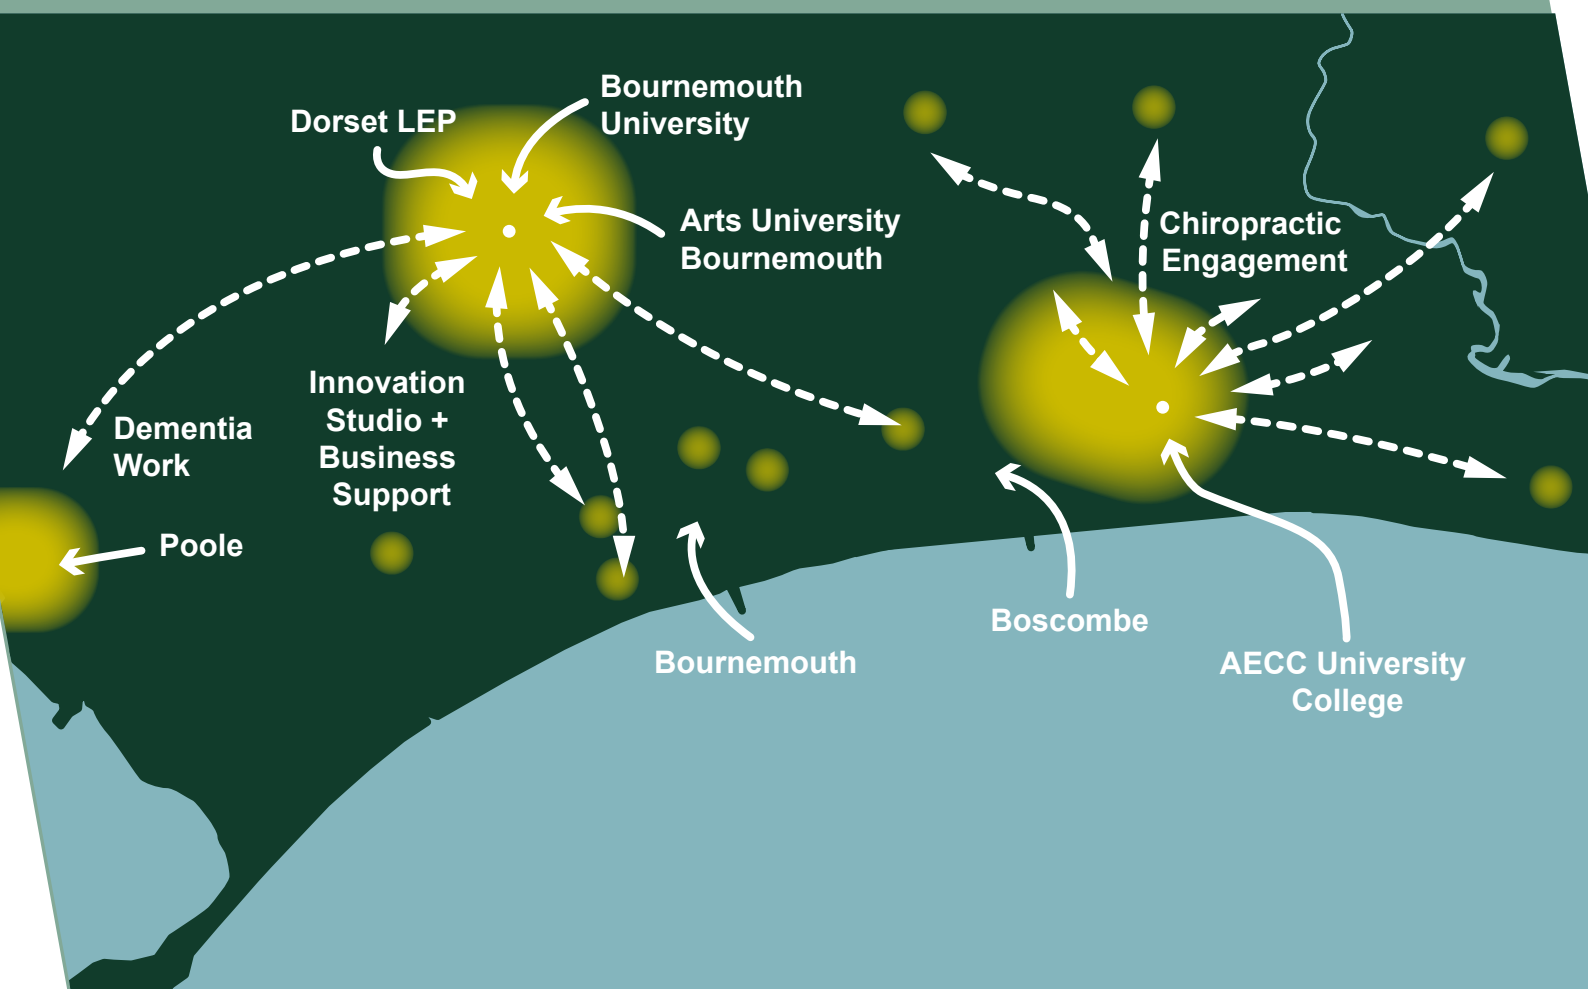 Bournemouth
University
Dorset LEP
Arts University
Bournemouth
Chiropractic
Engagement
Innovation
Studio +
Business
Support
Dementia
Work
Poole
Boscombe
Bournemouth
AECC University
College